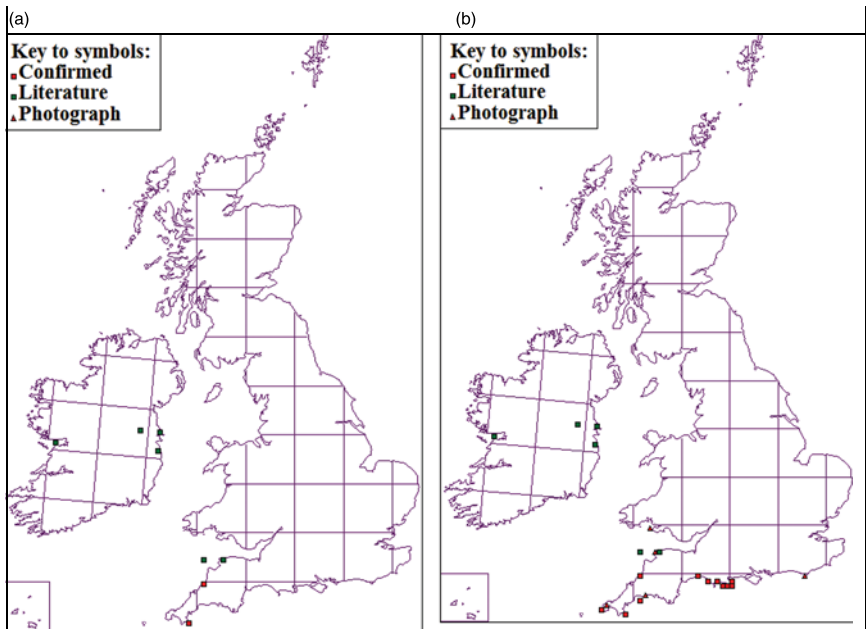 (a)
Key to symbols:
Confirmed
Literature
Photograph
(b)
Key to symbols:
Confirmed
Literature
Photograph